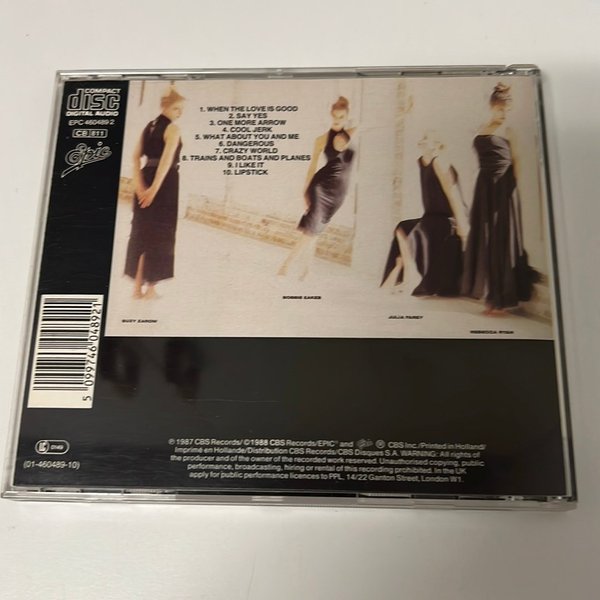 COMPACT
disc
DIGITAL AUDIO
EPC 460489 2
CB 811
Epic
1. WHEN THE LOVE IS GOOD
2. SAY YES
3. ONE MORE ARROW
4. COOL JERK
5. WHAT ABOUT YOU AND ME
6. DANGEROUS
7. CRAZY WORLD
8. TRAINS AND BOATS AND PLANES
9. I LIKE IT
10. LIPSTICK
SUZY ZAROW
BOBBIE EAKES
JULIA FAREY
REBECCA RYAN
5 099746 048921
0149
(01-460489-10)
℗ 1987 CBS Records/ © 1988 CBS Records/EPIC® and Epic ® CBS Inc./Printed in Holland/
Imprimé en Hollande/Distribution CBS Records/CBS Disques S.A. WARNING: All rights of
the producer and of the owner of the recorded work reserved. Unauthorised copying, public
performance, broadcasting, hiring or rental of this recording prohibited. In the UK
apply for public performance licences to PPL, 14/22 Ganton Street, London W1.